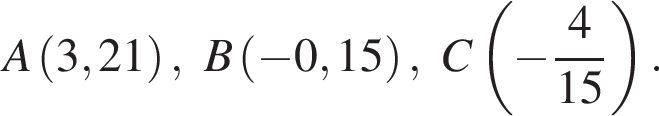 A (3, 21), B (−0, 15), C (−4/15).